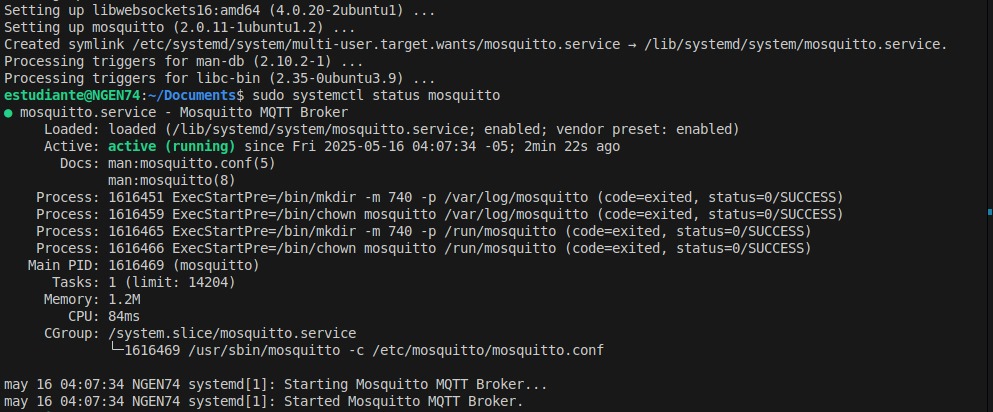 Setting up libwebsockets16:amd64 (4.0.20-2ubuntu1) ...
Setting up mosquitto (2.0.11-1ubuntu1.2) ...
Created symlink /etc/systemd/system/multi-user.target.wants/mosquitto.service → /lib/systemd/system/mosquitto.service.
Processing triggers for man-db (2.10.2-1) ...
Processing triggers for libc-bin (2.35-0ubuntu3.9) ...
estudiante@NGEN74:~/Documents$ sudo systemctl status mosquitto
● mosquitto.service - Mosquitto MQTT Broker
     Loaded: loaded (/lib/systemd/system/mosquitto.service; enabled; vendor preset: enabled)
     Active: active (running) since Fri 2025-05-16 04:07:34 -05; 2min 22s ago
       Docs: man:mosquitto.conf(5)
             man:mosquitto(8)
    Process: 1616451 ExecStartPre=/bin/mkdir -m 740 -p /var/log/mosquitto (code=exited, status=0/SUCCESS)
    Process: 1616459 ExecStartPre=/bin/chown mosquitto /var/log/mosquitto (code=exited, status=0/SUCCESS)
    Process: 1616465 ExecStartPre=/bin/mkdir -m 740 -p /run/mosquitto (code=exited, status=0/SUCCESS)
    Process: 1616466 ExecStartPre=/bin/chown mosquitto /run/mosquitto (code=exited, status=0/SUCCESS)
   Main PID: 1616469 (mosquitto)
      Tasks: 1 (limit: 14204)
     Memory: 1.2M
        CPU: 84ms
     CGroup: /system.slice/mosquitto.service
             └─1616469 /usr/sbin/mosquitto -c /etc/mosquitto/mosquitto.conf

may 16 04:07:34 NGEN74 systemd[1]: Starting Mosquitto MQTT Broker...
may 16 04:07:34 NGEN74 systemd[1]: Started Mosquitto MQTT Broker.